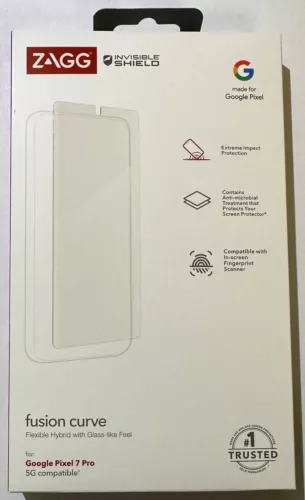 ZAGG
INVISIBLE
SHIELD
made for
Google Pixel
Extreme Impact
Protection
Contains
Anti-microbial
Treatment that
Protects Your
Screen Protector*
Compatible with
In-screen
Fingerprint
Scanner
fusion curve
Flexible Hybrid with Glass-like Feel
for:
Google Pixel 7 Pro
5G compatible†
#1
TRUSTED